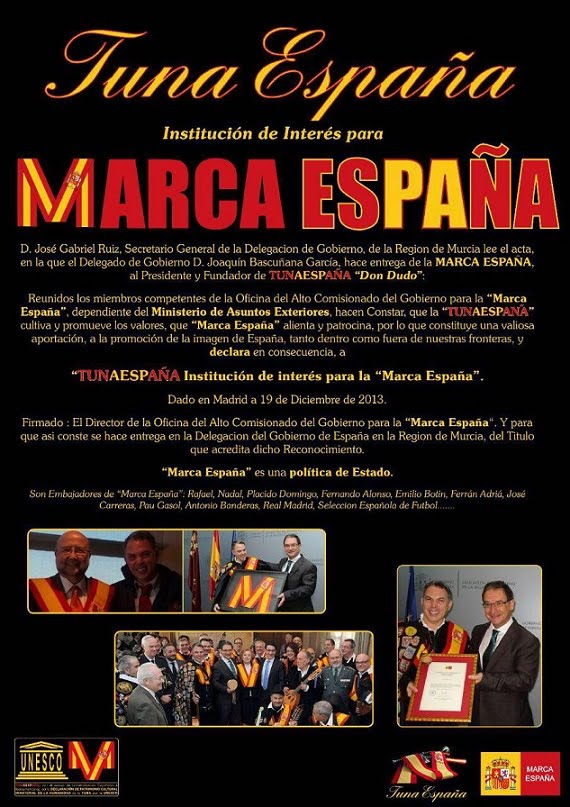 Tuna España
Institución de Interés para
MARCA ESPAÑA
D. José Gabriel Ruiz, Secretario General de la Delegacion de Gobierno, de la Region de Murcia lee el acta,
en la que el Delegado de Gobierno D. Joaquín Bascuñana García, hace entrega de la MARCA ESPAÑA,
al Presidente y Fundador de TUNAESPAÑA "Don Dudo":
Reunidos los miembros competentes de la Oficina del Alto Comisionado del Gobierno para la "Marca
España", dependiente del Ministerio de Asuntos Exteriores, hacen Constar, que la "TUNAESPAÑA"
cultiva y promueve los valores, que "Marca España" alienta y patrocina, por lo que constituye una valiosa
aportación, a la promoción de la imagen de España, tanto dentro como fuera de nuestras fronteras, y
declara en consecuencia, a
"TUNAESPAÑA Institución de interés para la "Marca España".
Dado en Madrid a 19 de Diciembre de 2013.
Firmado : El Director de la Oficina del Alto Comisionado del Gobierno para la "Marca España". Y para
que asi conste se hace entrega en la Delegacion del Gobierno de España en la Region de Murcia, del Titulo
que acredita dicho Reconocimiento.
"Marca España" es una política de Estado.
Son Embajadores de "Marca España": Rafael, Nadal, Placido Domingo, Fernando Alonso, Emilio Botin, Ferrán Adriá, José
Carreras, Pau Gasol, Antonio Banderas, Real Madrid, Seleccion Española de Futbol.......
UNESCO
Tuna España
MARCA
ESPAÑA